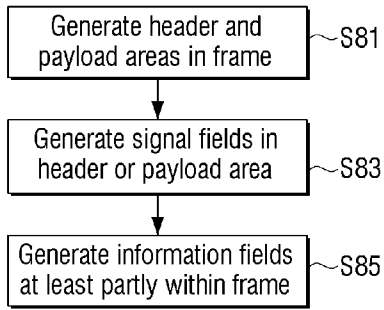 Generate header and
payload areas in frame
S81
Generate signal fields in
header or payload area
S83
Generate information fields
at least partly within frame
S85